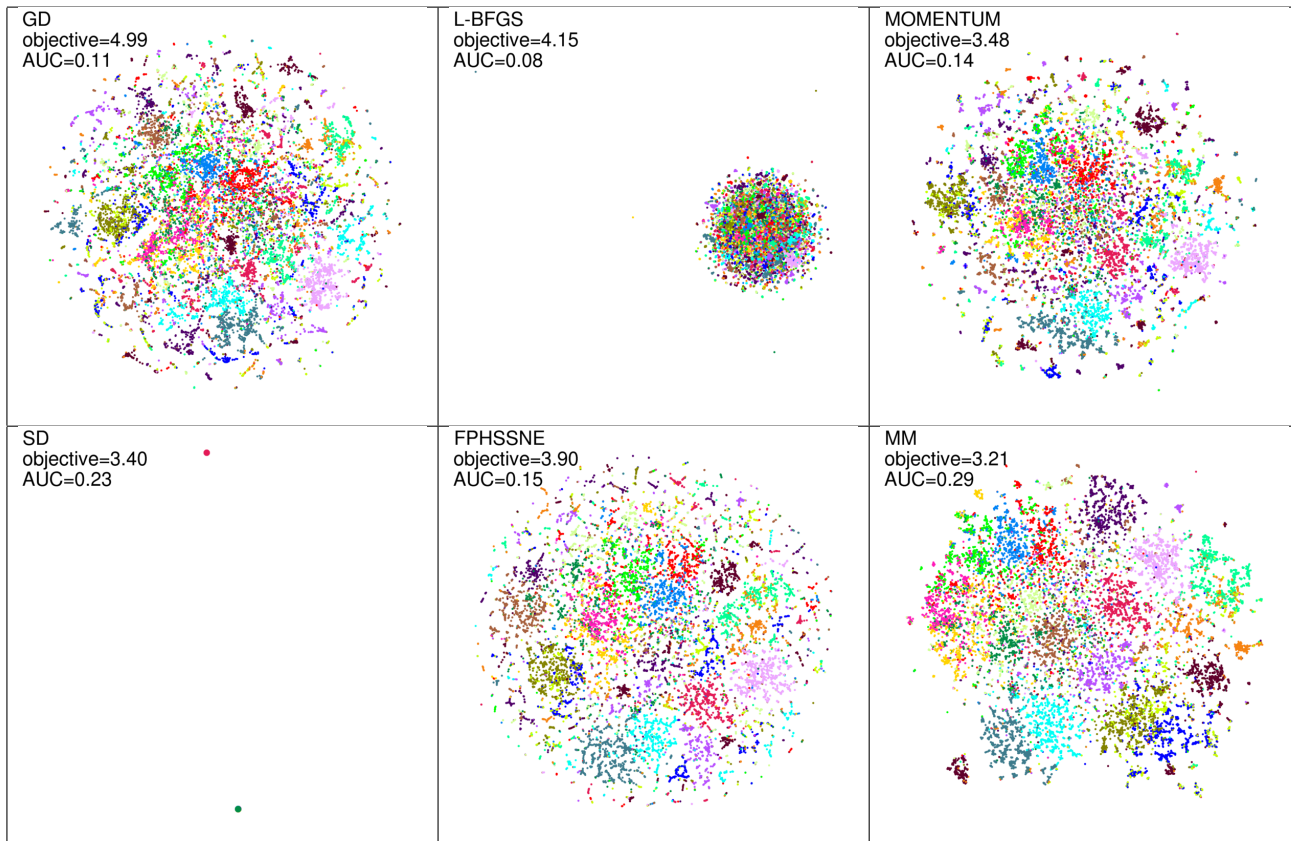 GD
objective=4.99
AUC=0.11
L-BFGS
objective=4.15
AUC=0.08
MOMENTUM
objective=3.48
AUC=0.14
SD
objective=3.40
AUC=0.23
FPHSSNE
objective=3.90
AUC=0.15
MM
objective=3.21
AUC=0.29